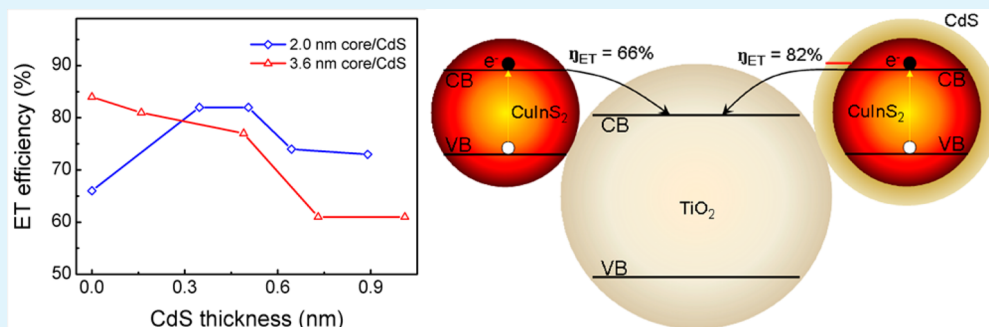 90
80
70
60
50
ET efficiency (%)
0.0 0.3 0.6 0.9
CdS thickness (nm)
2.0 nm core/CdS
3.6 nm core/CdS
CdS
ηET = 66%
ηET = 82%
e-
e-
CB
CB
CuInS2
CuInS2
CB
VB
VB
TiO2
VB